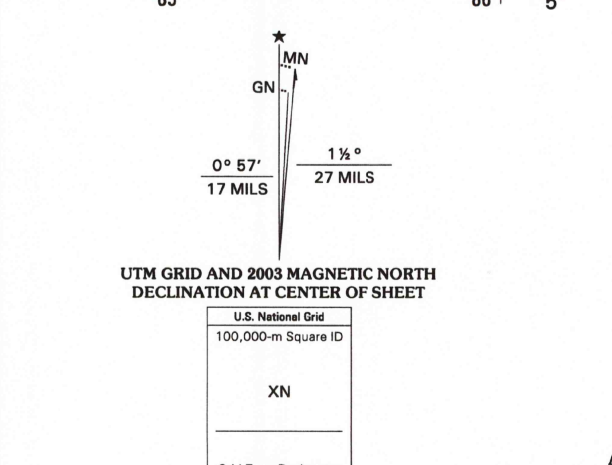 MN
GN
0° 57′
17 MILS
1½°
27 MILS
UTM GRID AND 2003 MAGNETIC NORTH
DECLINATION AT CENTER OF SHEET
U.S. National Grid
100,000-m Square ID
XN